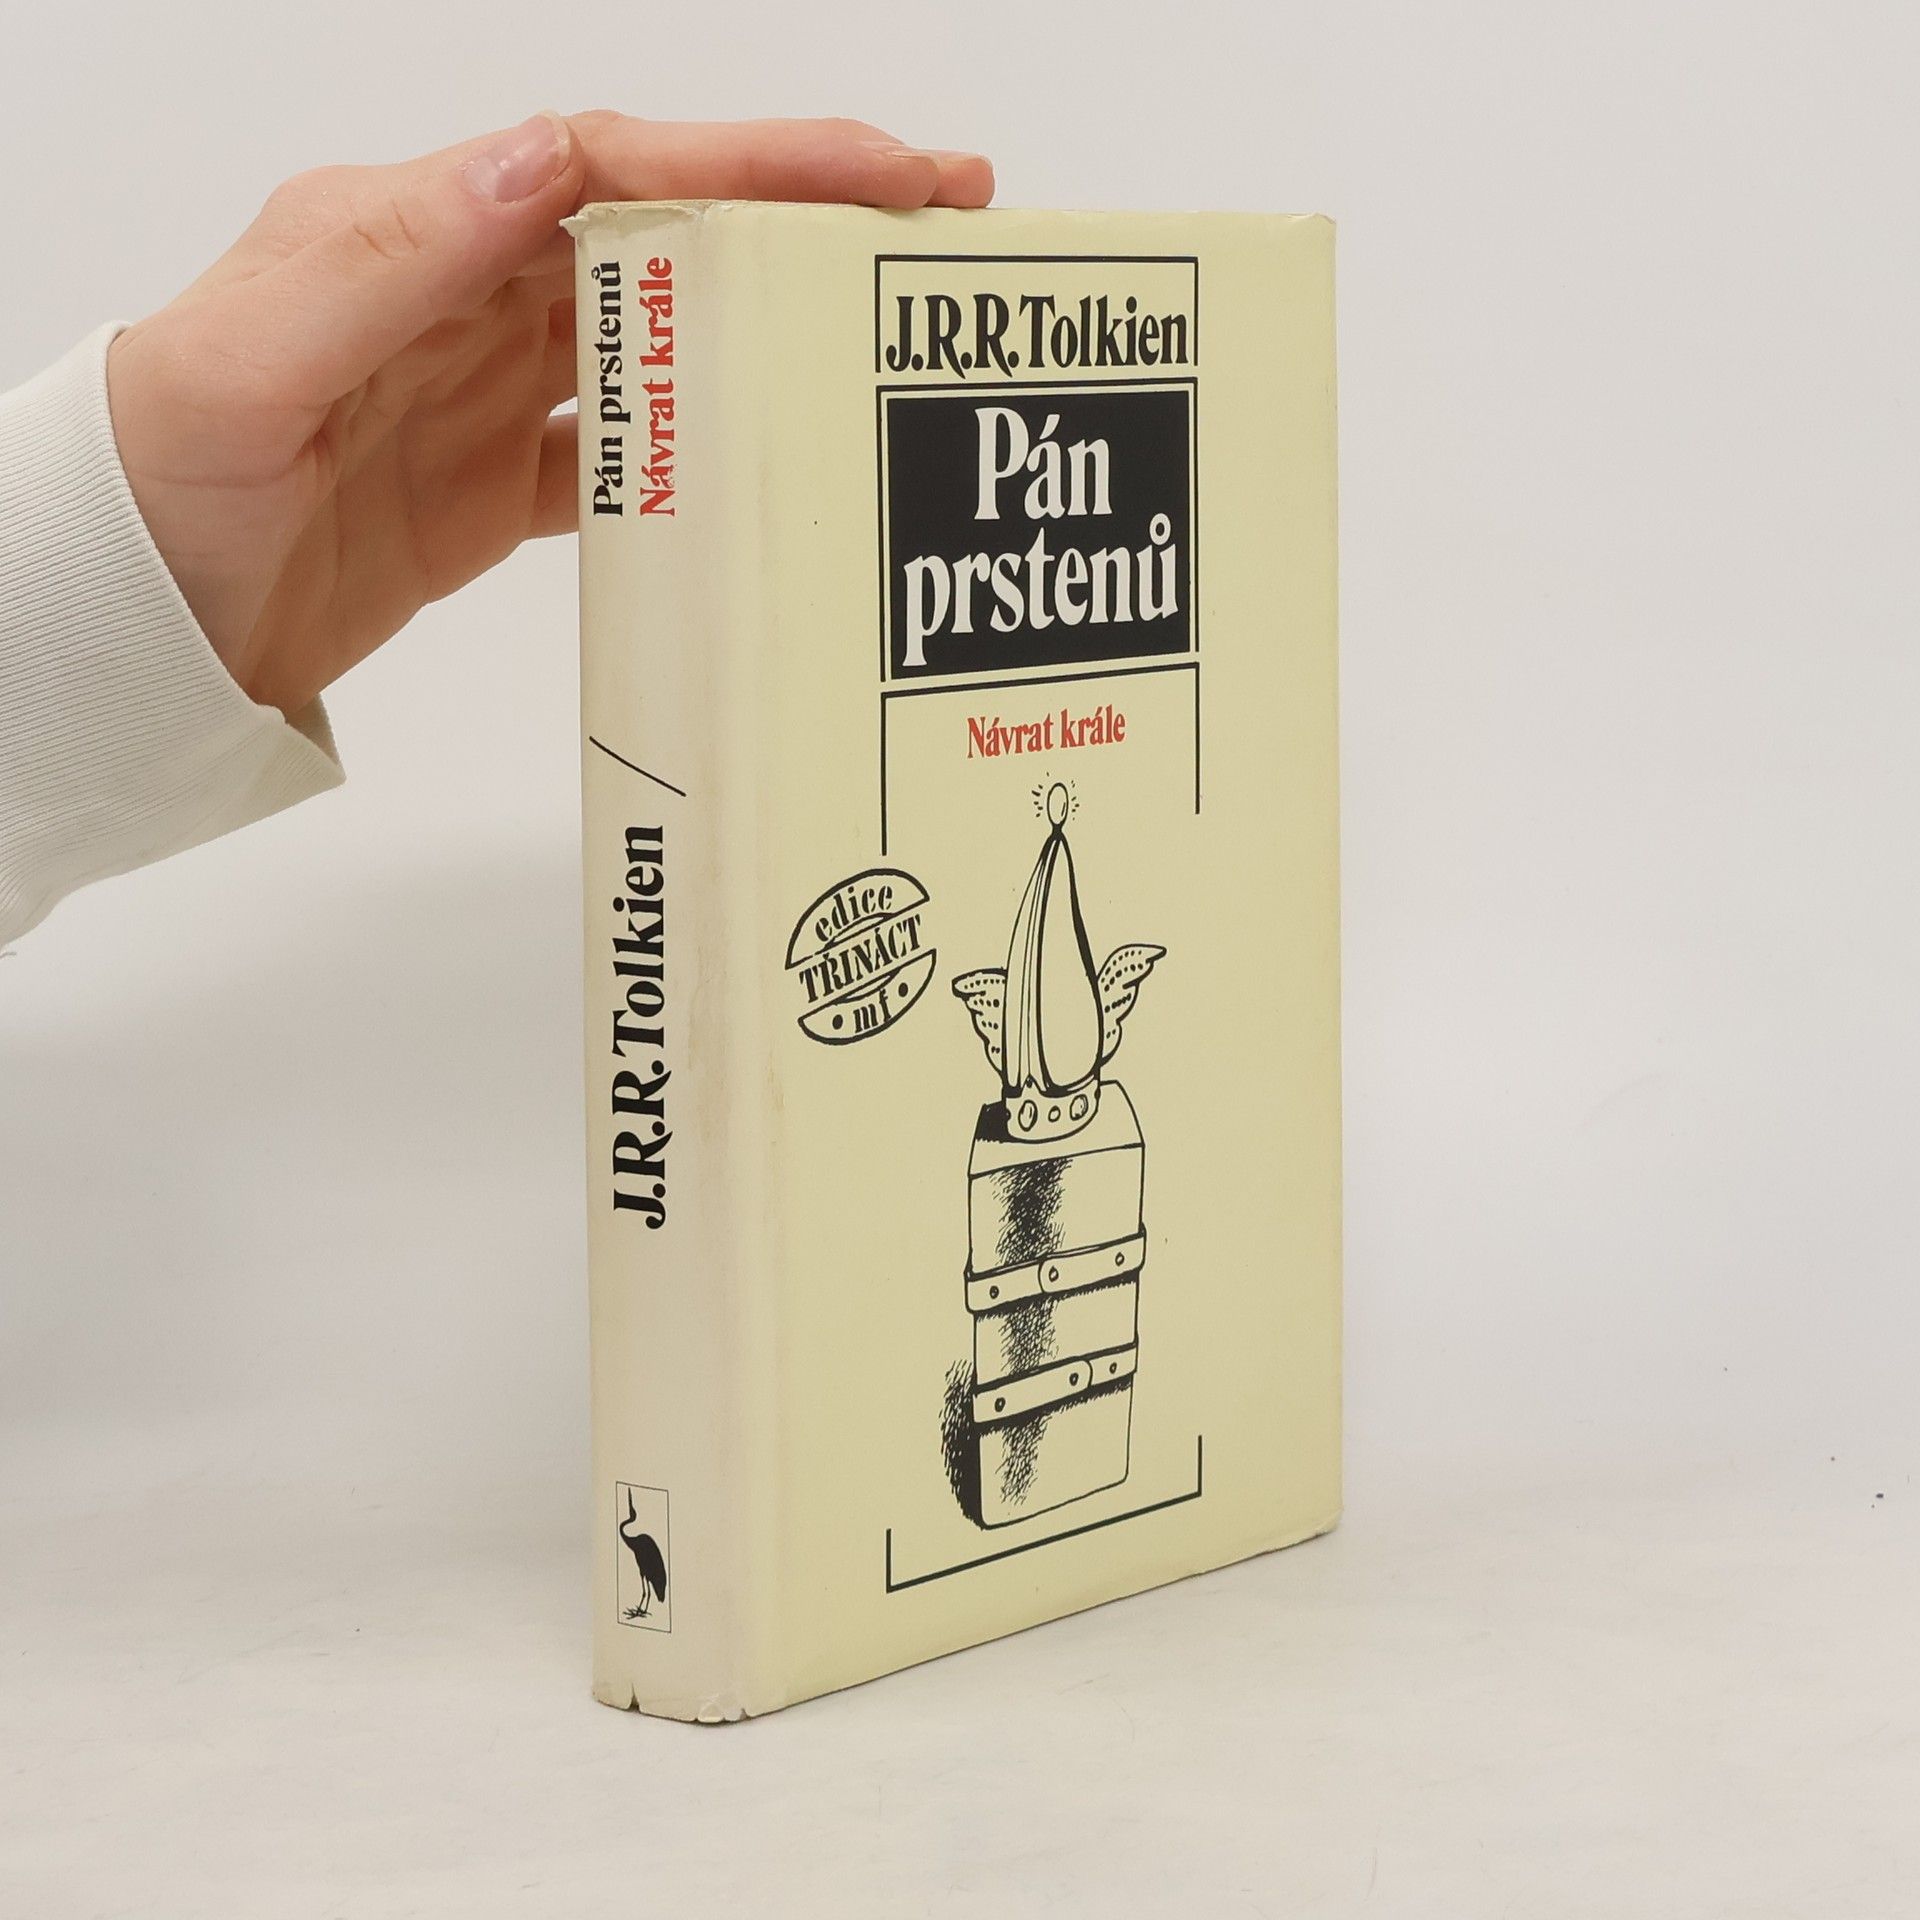 Pán prstenů
Návrat krále
J.R.R.Tolkien /
J.R.R.Tolkien
Pán
prstenů
Návrat krále
edice
TŘINÁCT
• mf •